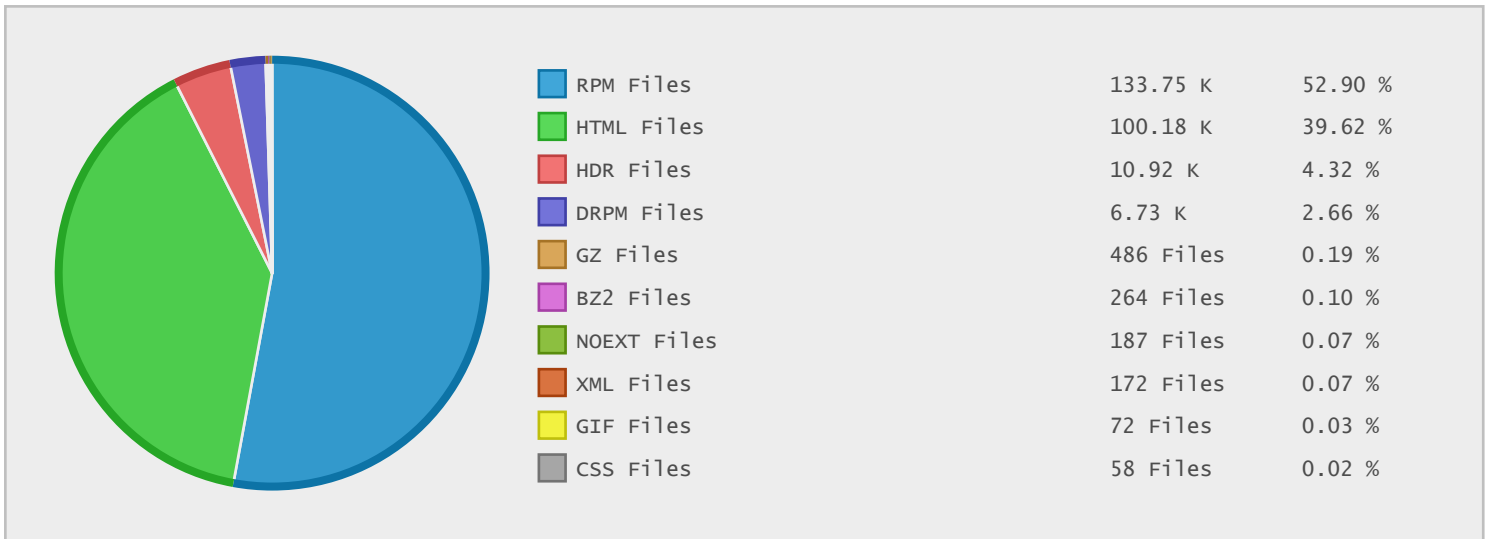 RPM Files 133.75 K 52.90 %
HTML Files 100.18 K 39.62 %
HDR Files 10.92 K 4.32 %
DRPM Files 6.73 K 2.66 %
GZ Files 486 Files 0.19 %
BZ2 Files 264 Files 0.10 %
NOEXT Files 187 Files 0.07 %
XML Files 172 Files 0.07 %
GIF Files 72 Files 0.03 %
CSS Files 58 Files 0.02 %